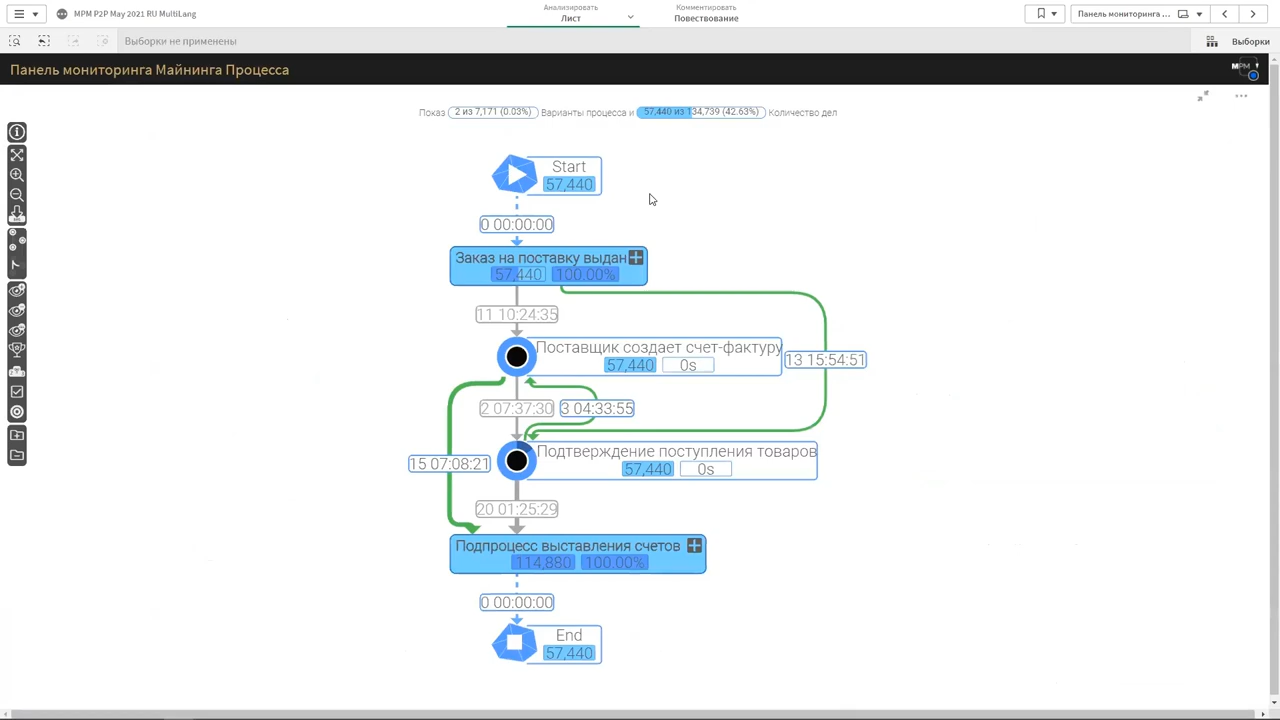 MPM P2P May 2021 RU MultiLang
Анализировать
Лист
Комментировать
Повествование
Панель мониторинга ...
Выборки не применены
Выборки
Панель мониторинга Майнинга Процесса
MPM
Показ 2 из 7,171 (0.03%) Варианты процесса и 57,440 из 134,739 (42.63%) Количество дел
Start
57,440
0 00:00:00
Заказ на поставку выдан
57,440 100.00%
11 10:24:35
Поставщик создает счет-фактуру
57,440 0s
13 15:54:51
2 07:37:30
3 04:33:55
Подтверждение поступления товаров
57,440 0s
15 07:08:21
20 01:25:29
Подпроцесс выставления счетов
114,880 100.00%
0 00:00:00
End
57,440